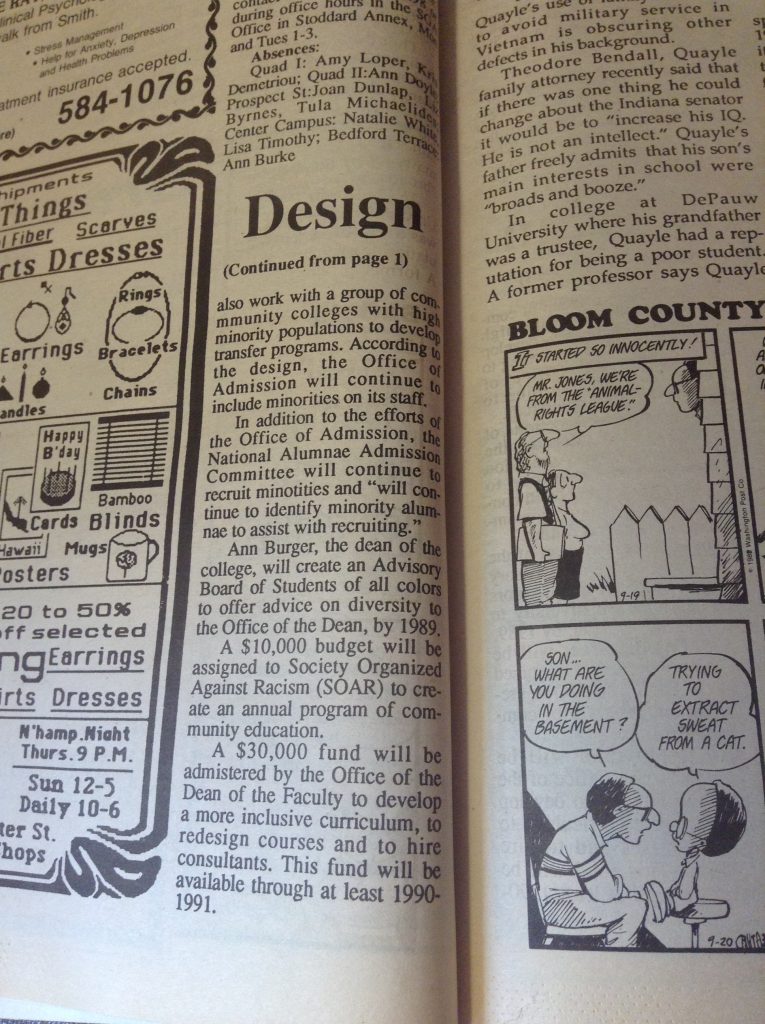 linical Psycho
alk from Smith.
• Stress Management
• Help for Anxiety, Depression
and Health Problems
atment insurance accepted.
584-1076
re)
hipments
Things
l Fiber Scarves
rts Dresses
Earrings
Rings
Bracelets
Chains
andles
Happy
B'day
Cards
Bamboo
Blinds
Hawaii
Mugs
Posters
20 to 50%
off selected
ng Earrings
irts Dresses
N'hamp. Night
Thurs. 9 P.M.
Sun 12-5
Daily 10-6
ter St.
hops
during office hours in the
Office in Stoddard Annex, Mon
and Tues 1-3.
Absences:
Quad I: Amy Loper,
Demetriou; Quad II:Ann Doyle
Prospect St:Joan Dunlap,
Byrnes, Tula Michaelides
Center Campus: Natalie White
Lisa Timothy; Bedford Terrace
Ann Burke
Design
(Continued from page 1)
also work with a group of com-
mmunity colleges with high
minority populations to develop
transfer programs. According to
the design, the Office of
Admission will continue to
include minorities on its staff.
In addition to the efforts of
the Office of Admission, the
National Alumnae Admission
Committee will continue to
recruit minotities and “will con-
tinue to identify minority alum-
nae to assist with recruiting.”
Ann Burger, the dean of the
college, will create an Advisory
Board of Students of all colors
to offer advice on diversity to
the Office of the Dean, by 1989.
A $10,000 budget will be
assigned to Society Organized
Against Racism (SOAR) to cre-
ate an annual program of com-
munity education.
A $30,000 fund will be
admistered by the Office of the
Dean of the Faculty to develop
a more inclusive curriculum, to
redesign courses and to hire
consultants. This fund will be
available through at least 1990-
1991.
Quayle's use of
to avoid military service in
Vietnam is obscuring other
defects in his background.
Theodore Bendall, Quayle
family attorney recently said that
if there was one thing he could
change about the Indiana senator
it would be to “increase his IQ.
He is not an intellect.” Quayle's
father freely admits that his son's
main interests in school were
“broads and booze.”
In college at DePauw
University where his grandfather
was a trustee, Quayle had a rep-
utation for being a poor student.
A former professor says Quayle
BLOOM COUNTY
IT STARTED SO INNOCENTLY!
MR. JONES, WE'RE
FROM THE "ANIMAL-
RIGHTS LEAGUE."
Washington Post Co
9-19
SON...
WHAT ARE
YOU DOING
IN THE
BASEMENT?
TRYING
TO
EXTRACT
SWEAT
FROM A CAT.
9-20